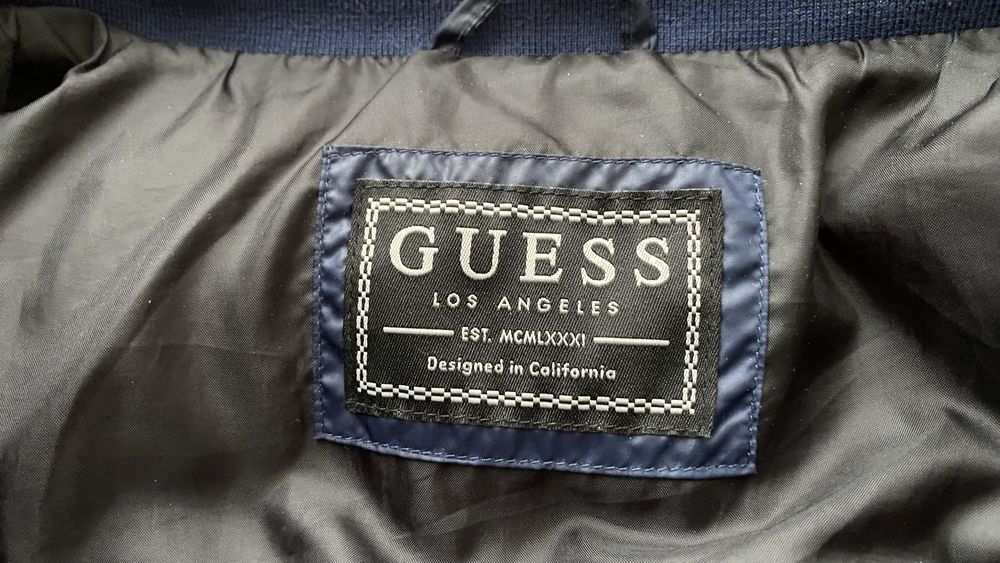 GUESS
LOS ANGELES
EST. MCMLXXXI
Designed in California